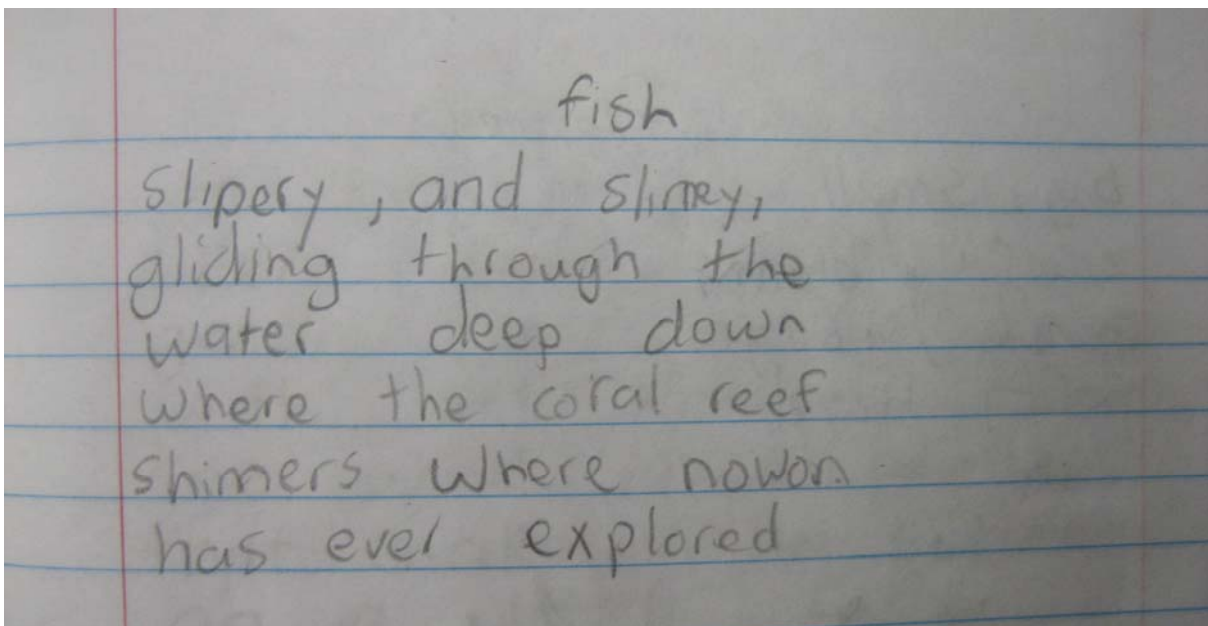 fish
slipery, and slimey,
gliding through the
water deep down
where the coral reef
shimers where nowon
has ever explored